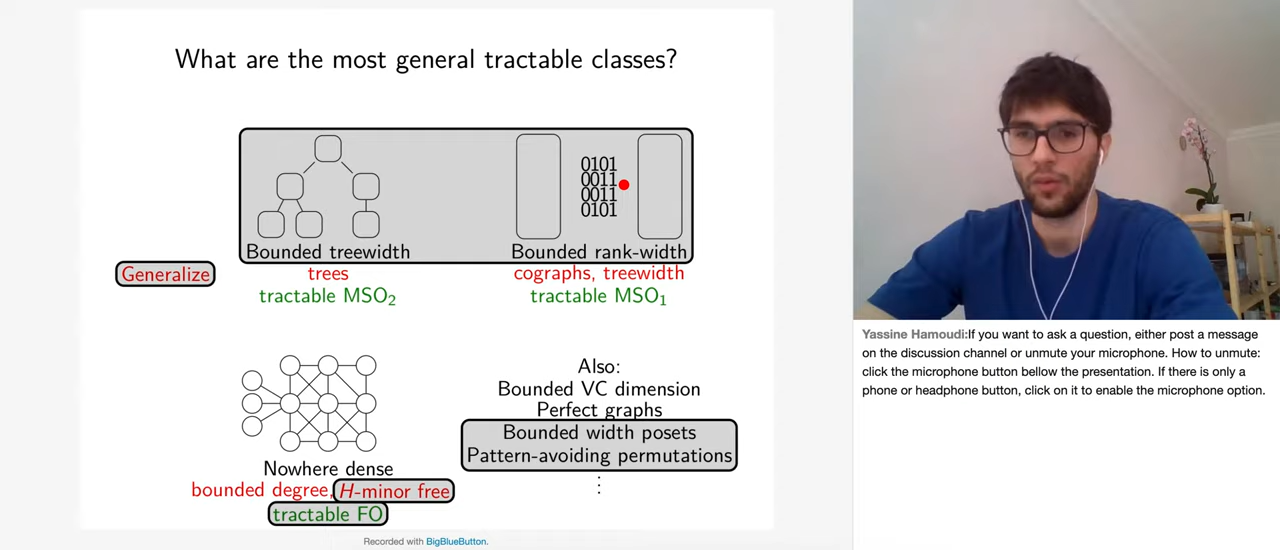 What are the most general tractable classes?
0101
0011
0011
0101
Bounded treewidth
Bounded rank-width
Generalize
trees
cographs, treewidth
tractable MSO₂
tractable MSO₁
Nowhere dense
bounded degree, H-minor free
tractable FO
Also:
Bounded VC dimension
Perfect graphs
Bounded width posets
Pattern-avoiding permutations
⋮
Recorded with BigBlueButton.
Yassine Hamoudi:If you want to ask a question, either post a message
on the discussion channel or unmute your microphone. How to unmute:
click the microphone button bellow the presentation. If there is only a
phone or headphone button, click on it to enable the microphone option.